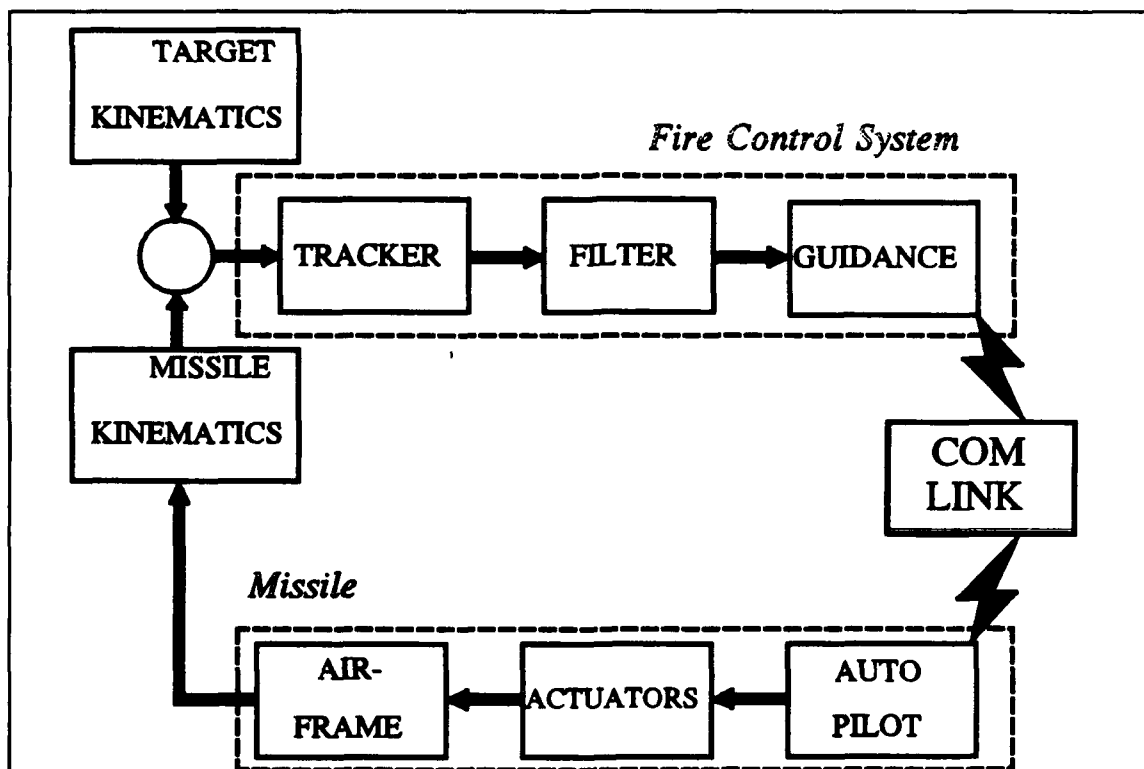 TARGET
KINEMATICS
Fire Control System
TRACKER
FILTER
GUIDANCE
MISSILE
KINEMATICS
COM
LINK
Missile
AIR-
FRAME
ACTUATORS
AUTO
PILOT